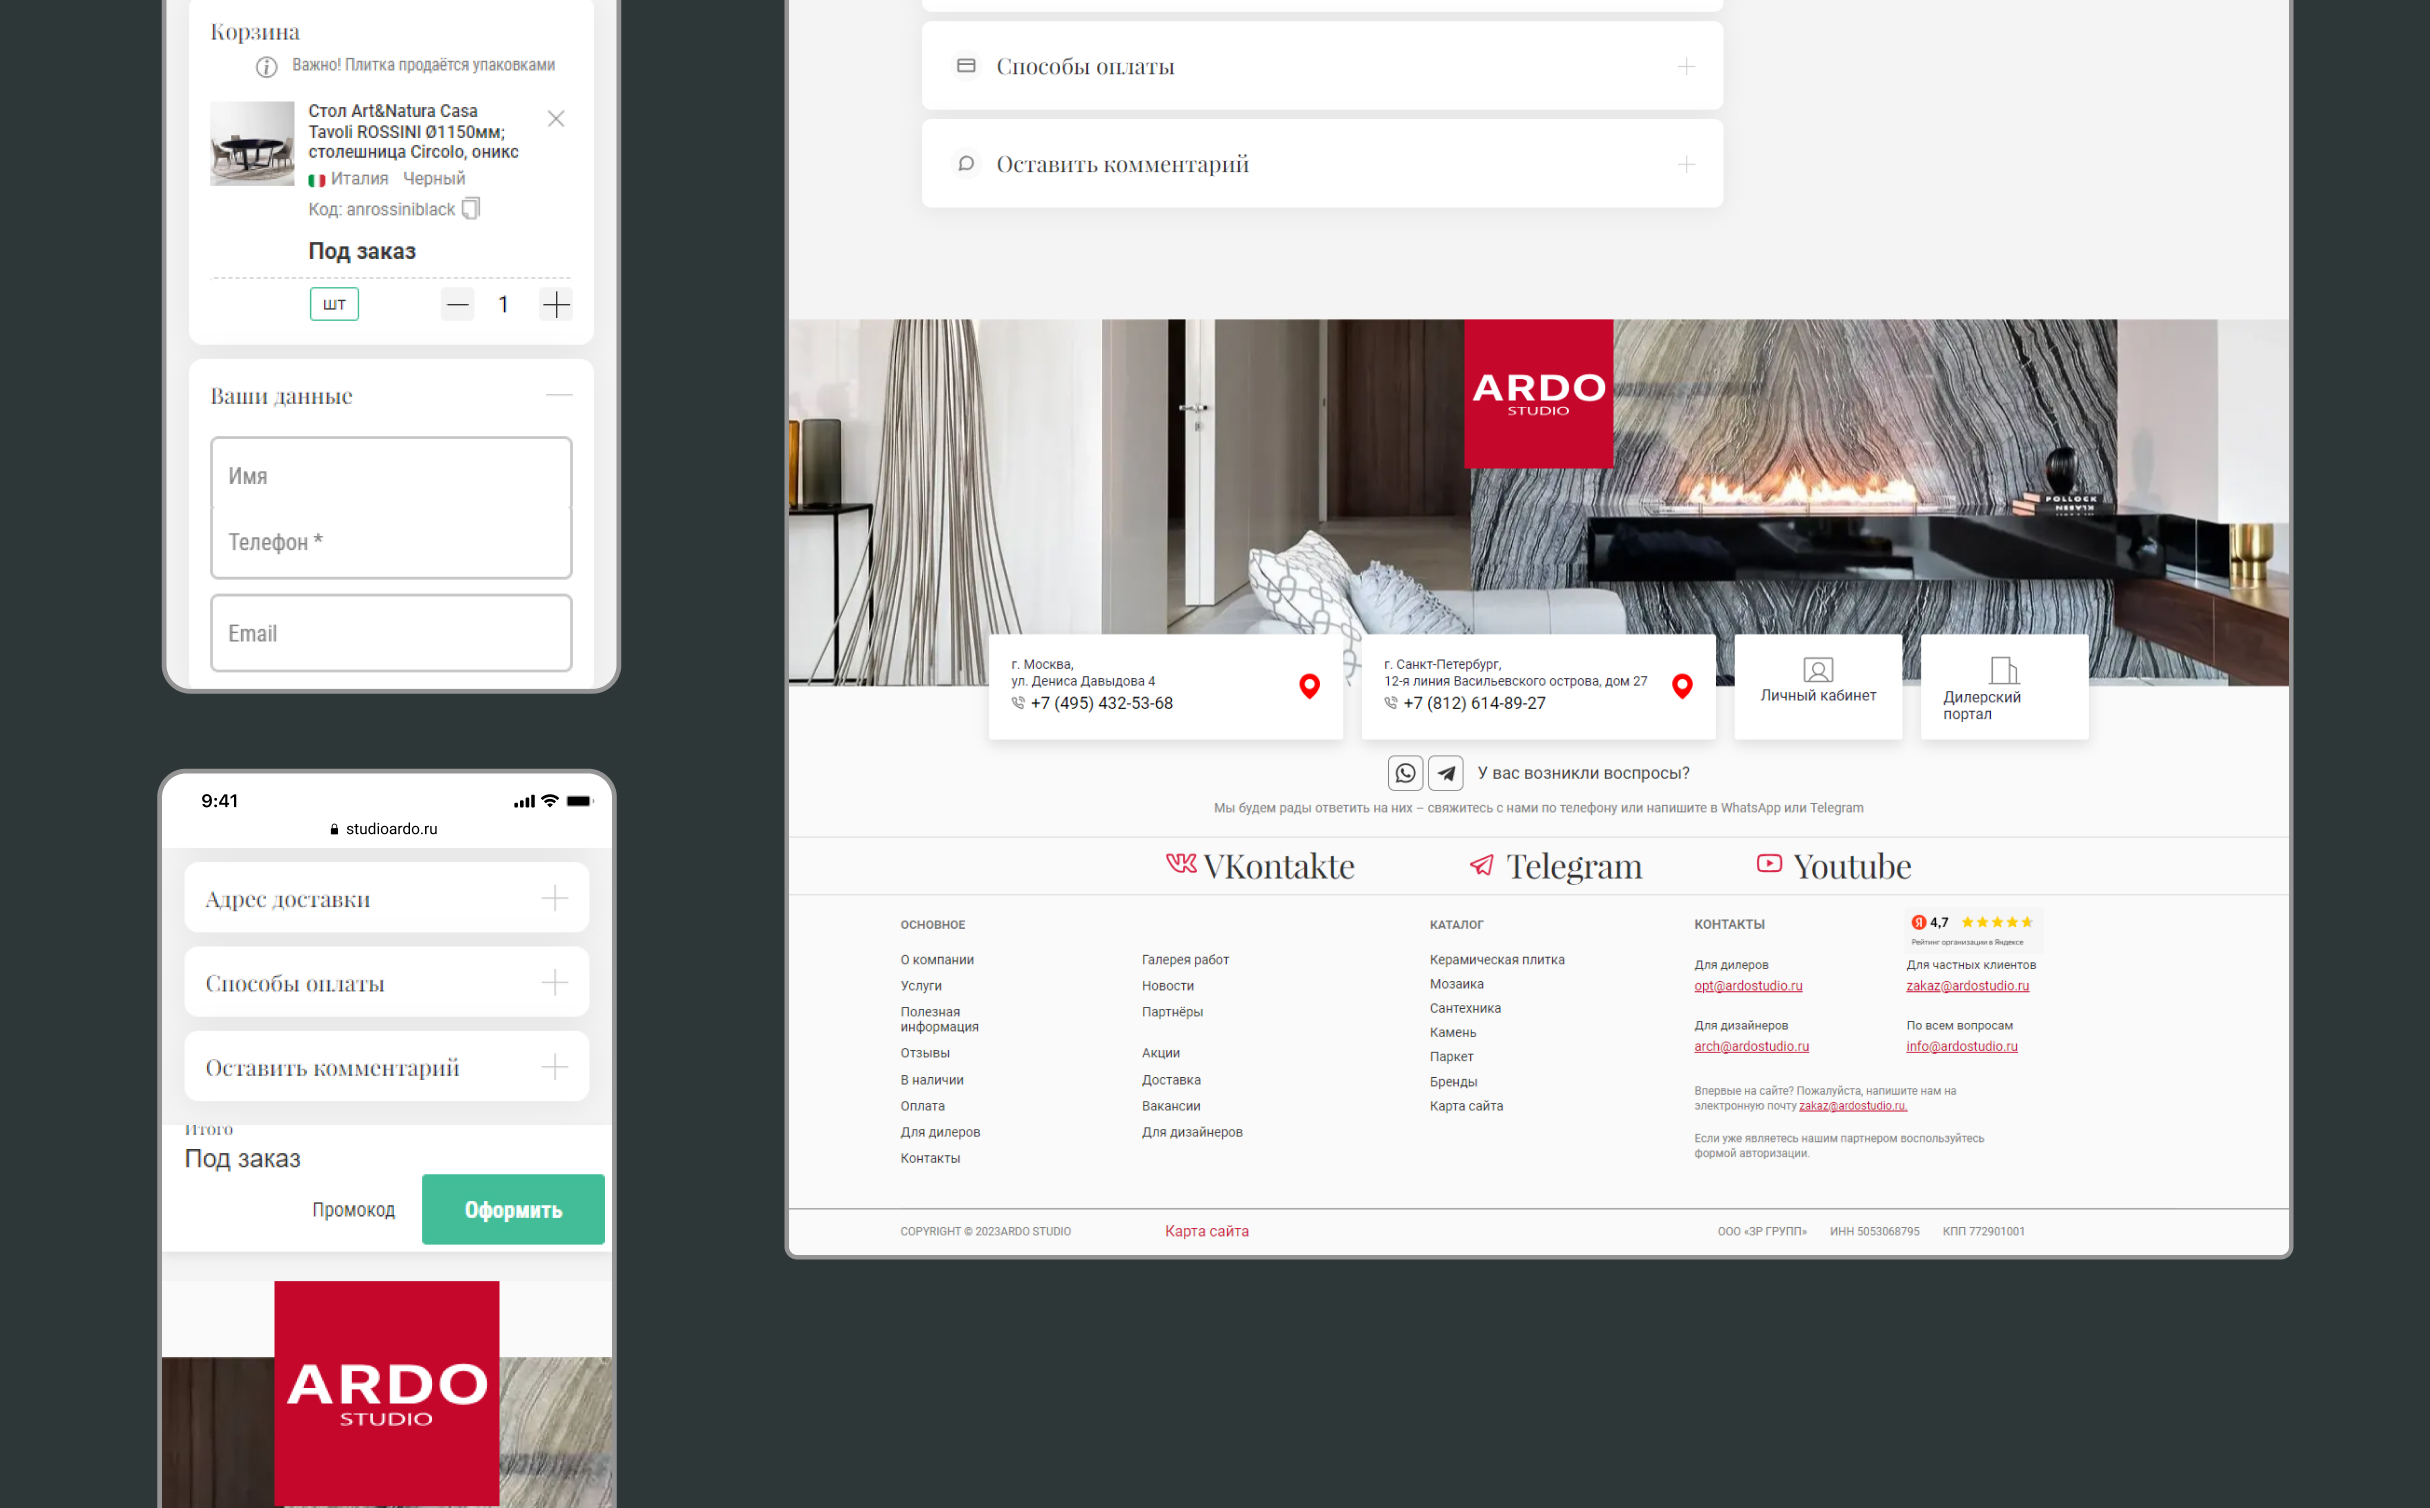 Корзина
Важно! Плитка продаётся упаковками
Стол Art&Natura Casa
Tavoli ROSSINI Ø1150мм;
столешница Circolo, оникс
Италия Черный
Код: anrossiniblack
Под заказ
шт
1
Ваши данные
Имя
Телефон *
Email
9:41
studioardo.ru
Адрес доставки
Способы оплаты
Оставить комментарий
Итого
Под заказ
Промокод
Оформить
ARDO
STUDIO
Способы оплаты
Оставить комментарий
ARDO
STUDIO
POLLOCK
г. Москва,
ул. Дениса Давыдова 4
+7 (495) 432-53-68
г. Санкт-Петербург,
12-я линия Васильевского острова, дом 27
+7 (812) 614-89-27
Личный кабинет
Дилерский
портал
У вас возникли воспросы?
Мы будем рады ответить на них – свяжитесь с нами по телефону или напишите в WhatsApp или Telegram
VKontakte
Telegram
Youtube
ОСНОВНОЕ
О компании
Услуги
Полезная
информация
Отзывы
В наличии
Оплата
Для дилеров
Контакты
Галерея работ
Новости
Партнёры
Акции
Доставка
Вакансии
Для дизайнеров
КАТАЛОГ
Керамическая плитка
Мозаика
Сантехника
Камень
Паркет
Бренды
Карта сайта
КОНТАКТЫ
Я 4,7
Рейтинг организации в Яндексе
Для дилеров
opt@ardostudio.ru
Для частных клиентов
zakaz@ardostudio.ru
Для дизайнеров
arch@ardostudio.ru
По всем вопросам
info@ardostudio.ru
Впервые на сайте? Пожалуйста, напишите нам на
электронную почту zakaz@ardostudio.ru.
Если уже являетесь нашим партнером воспользуйтесь
формой авторизации.
COPYRIGHT © 2023ARDO STUDIO
Карта сайта
ООО «ЗР ГРУПП» ИНН 5053068795 КПП 772901001